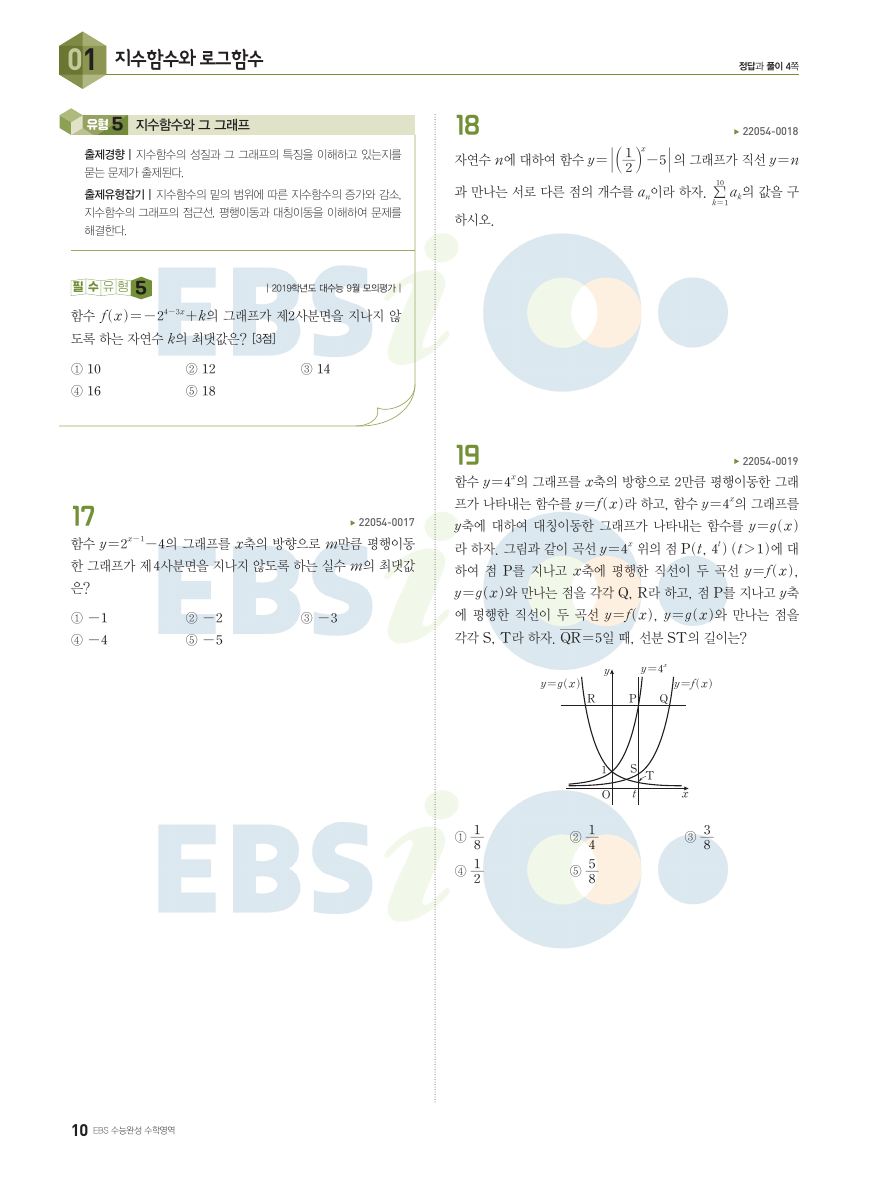 01 지수함수와 로그함수
정답과 풀이 4쪽
유형 5 지수함수와 그 그래프
출제경향 | 지수함수의 성질과 그 그래프의 특징을 이해하고 있는지를
묻는 문제가 출제된다.
출제유형잡기 | 지수함수의 밑의 범위에 따른 지수함수의 증가와 감소,
지수함수의 그래프의 점근선, 평행이동과 대칭이동을 이해하여 문제를
해결한다.
필수유형 5
| 2019학년도 대수능 9월 모의평가 |
함수 f(x)=-2^{4-3x}+k의 그래프가 제2사분면을 지나지 않
도록 하는 자연수 k의 최댓값은? [3점]
① 10 ② 12 ③ 14
④ 16 ⑤ 18
17
▶ 22054-0017
함수 y=2^{x-1}-4의 그래프를 x축의 방향으로 m만큼 평행이동
한 그래프가 제4사분면을 지나지 않도록 하는 실수 m의 최댓값
은?
① -1 ② -2 ③ -3
④ -4 ⑤ -5
18
▶ 22054-0018
자연수 n에 대하여 함수 y=|(1/2)^x-5|의 그래프가 직선 y=n
과 만나는 서로 다른 점의 개수를 a_n이라 하자. ∑_{k=1}^{10} a_k의 값을 구
하시오.
19
▶ 22054-0019
함수 y=4^x의 그래프를 x축의 방향으로 2만큼 평행이동한 그래
프가 나타내는 함수를 y=f(x)라 하고, 함수 y=4^x의 그래프를
y축에 대하여 대칭이동한 그래프가 나타내는 함수를 y=g(x)
라 하자. 그림과 같이 곡선 y=4^x 위의 점 P(t, 4^t) (t>1)에 대
하여 점 P를 지나고 x축에 평행한 직선이 두 곡선 y=f(x),
y=g(x)와 만나는 점을 각각 Q, R라 하고, 점 P를 지나고 y축
에 평행한 직선이 두 곡선 y=f(x), y=g(x)와 만나는 점을
각각 S, T라 하자. \overline{QR}=5일 때, 선분 ST의 길이는?
y y=4^x
y=g(x) y=f(x)
R P Q
1 S T
O t x
① 1/8 ② 1/4 ③ 3/8
④ 1/2 ⑤ 5/8
10 EBS 수능완성 수학영역
EBSi
EBSi
EBSi